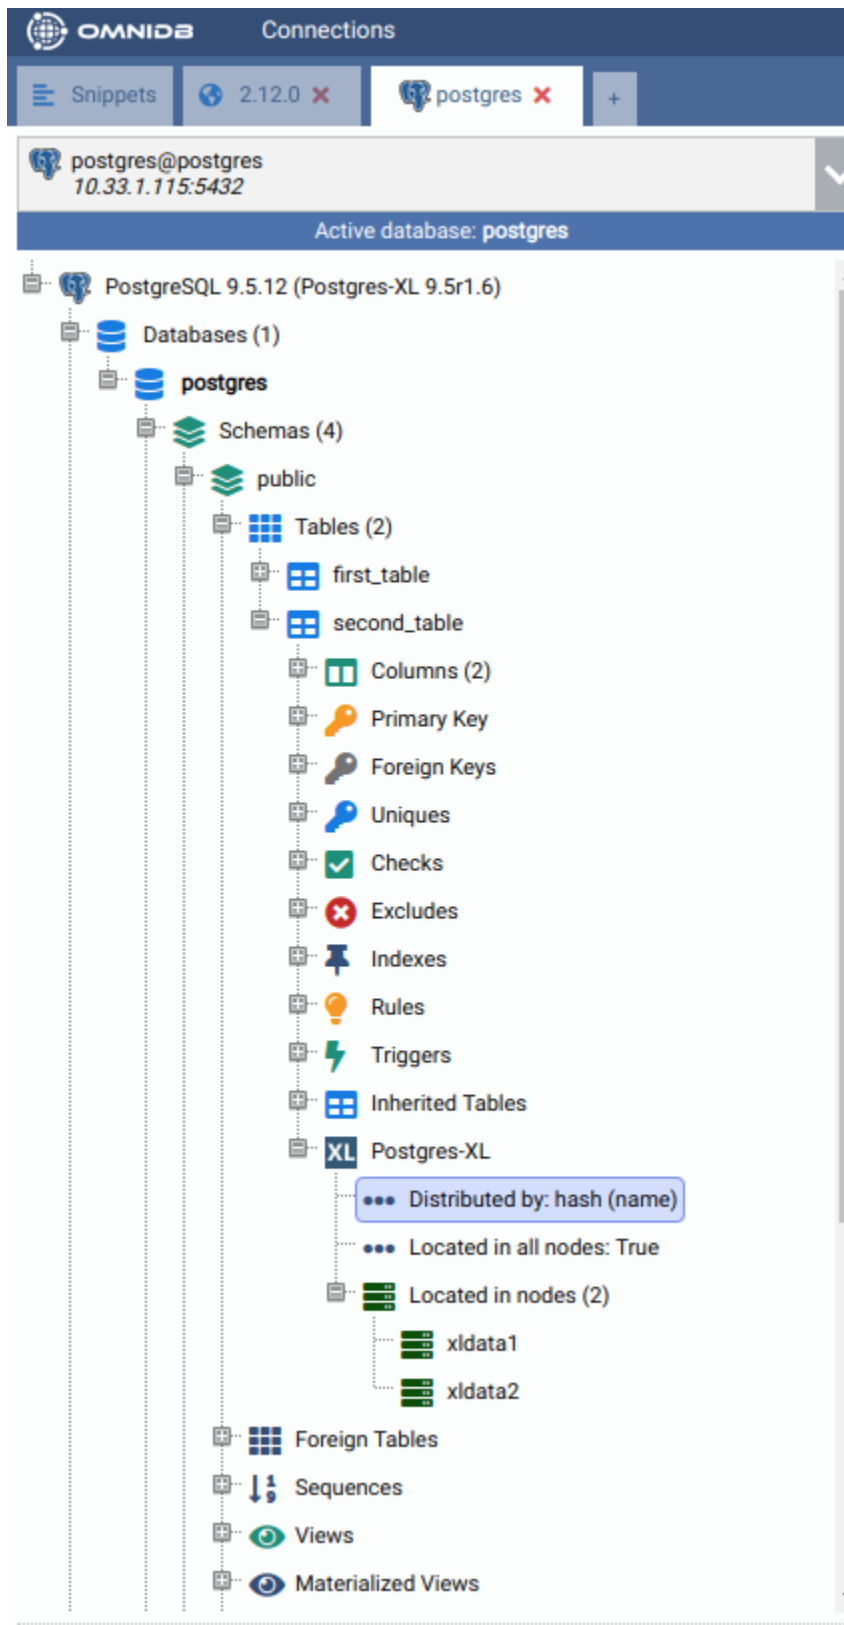 OMNIDB Connections
Snippets 2.12.0 postgres +
postgres@postgres
10.33.1.115:5432
Active database: postgres
PostgreSQL 9.5.12 (Postgres-XL 9.5r1.6)
Databases (1)
postgres
Schemas (4)
public
Tables (2)
first_table
second_table
Columns (2)
Primary Key
Foreign Keys
Uniques
Checks
Excludes
Indexes
Rules
Triggers
Inherited Tables
XL Postgres-XL
Distributed by: hash (name)
Located in all nodes: True
Located in nodes (2)
xldata1
xldata2
Foreign Tables
Sequences
Views
Materialized Views